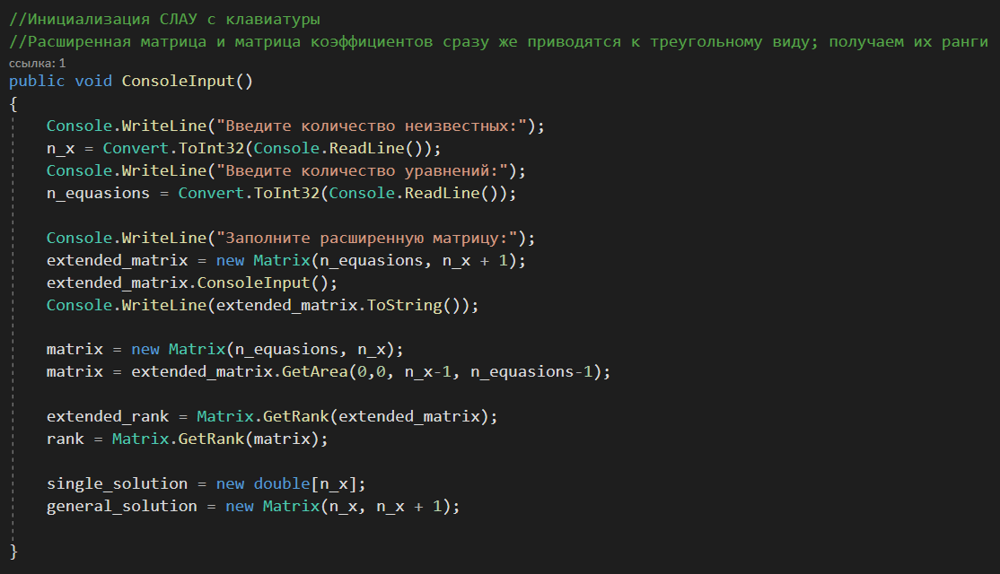 //Инициализация СЛАУ с клавиатуры
//Расширенная матрица и матрица коэффициентов сразу же приводятся к треугольному виду; получаем их ранги
ссылка: 1
public void ConsoleInput()
{
    Console.WriteLine("Введите количество неизвестных:");
    n_x = Convert.ToInt32(Console.ReadLine());
    Console.WriteLine("Введите количество уравнений:");
    n_equasions = Convert.ToInt32(Console.ReadLine());
    Console.WriteLine("Заполните расширенную матрицу:");
    extended_matrix = new Matrix(n_equasions, n_x + 1);
    extended_matrix.ConsoleInput();
    Console.WriteLine(extended_matrix.ToString());
    matrix = new Matrix(n_equasions, n_x);
    matrix = extended_matrix.GetArea(0,0, n_x-1, n_equasions-1);
    extended_rank = Matrix.GetRank(extended_matrix);
    rank = Matrix.GetRank(matrix);
    single_solution = new double[n_x];
    general_solution = new Matrix(n_x, n_x + 1);
}